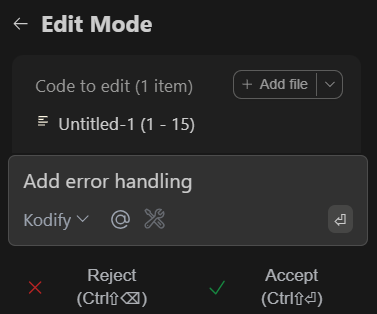 ← Edit Mode
Code to edit (1 item)
+ Add file
Untitled-1 (1 - 15)
Add error handling
Kodify @ ⏎
Reject
(Ctrl⇧⌫)
Accept
(Ctrl⇧⏎)